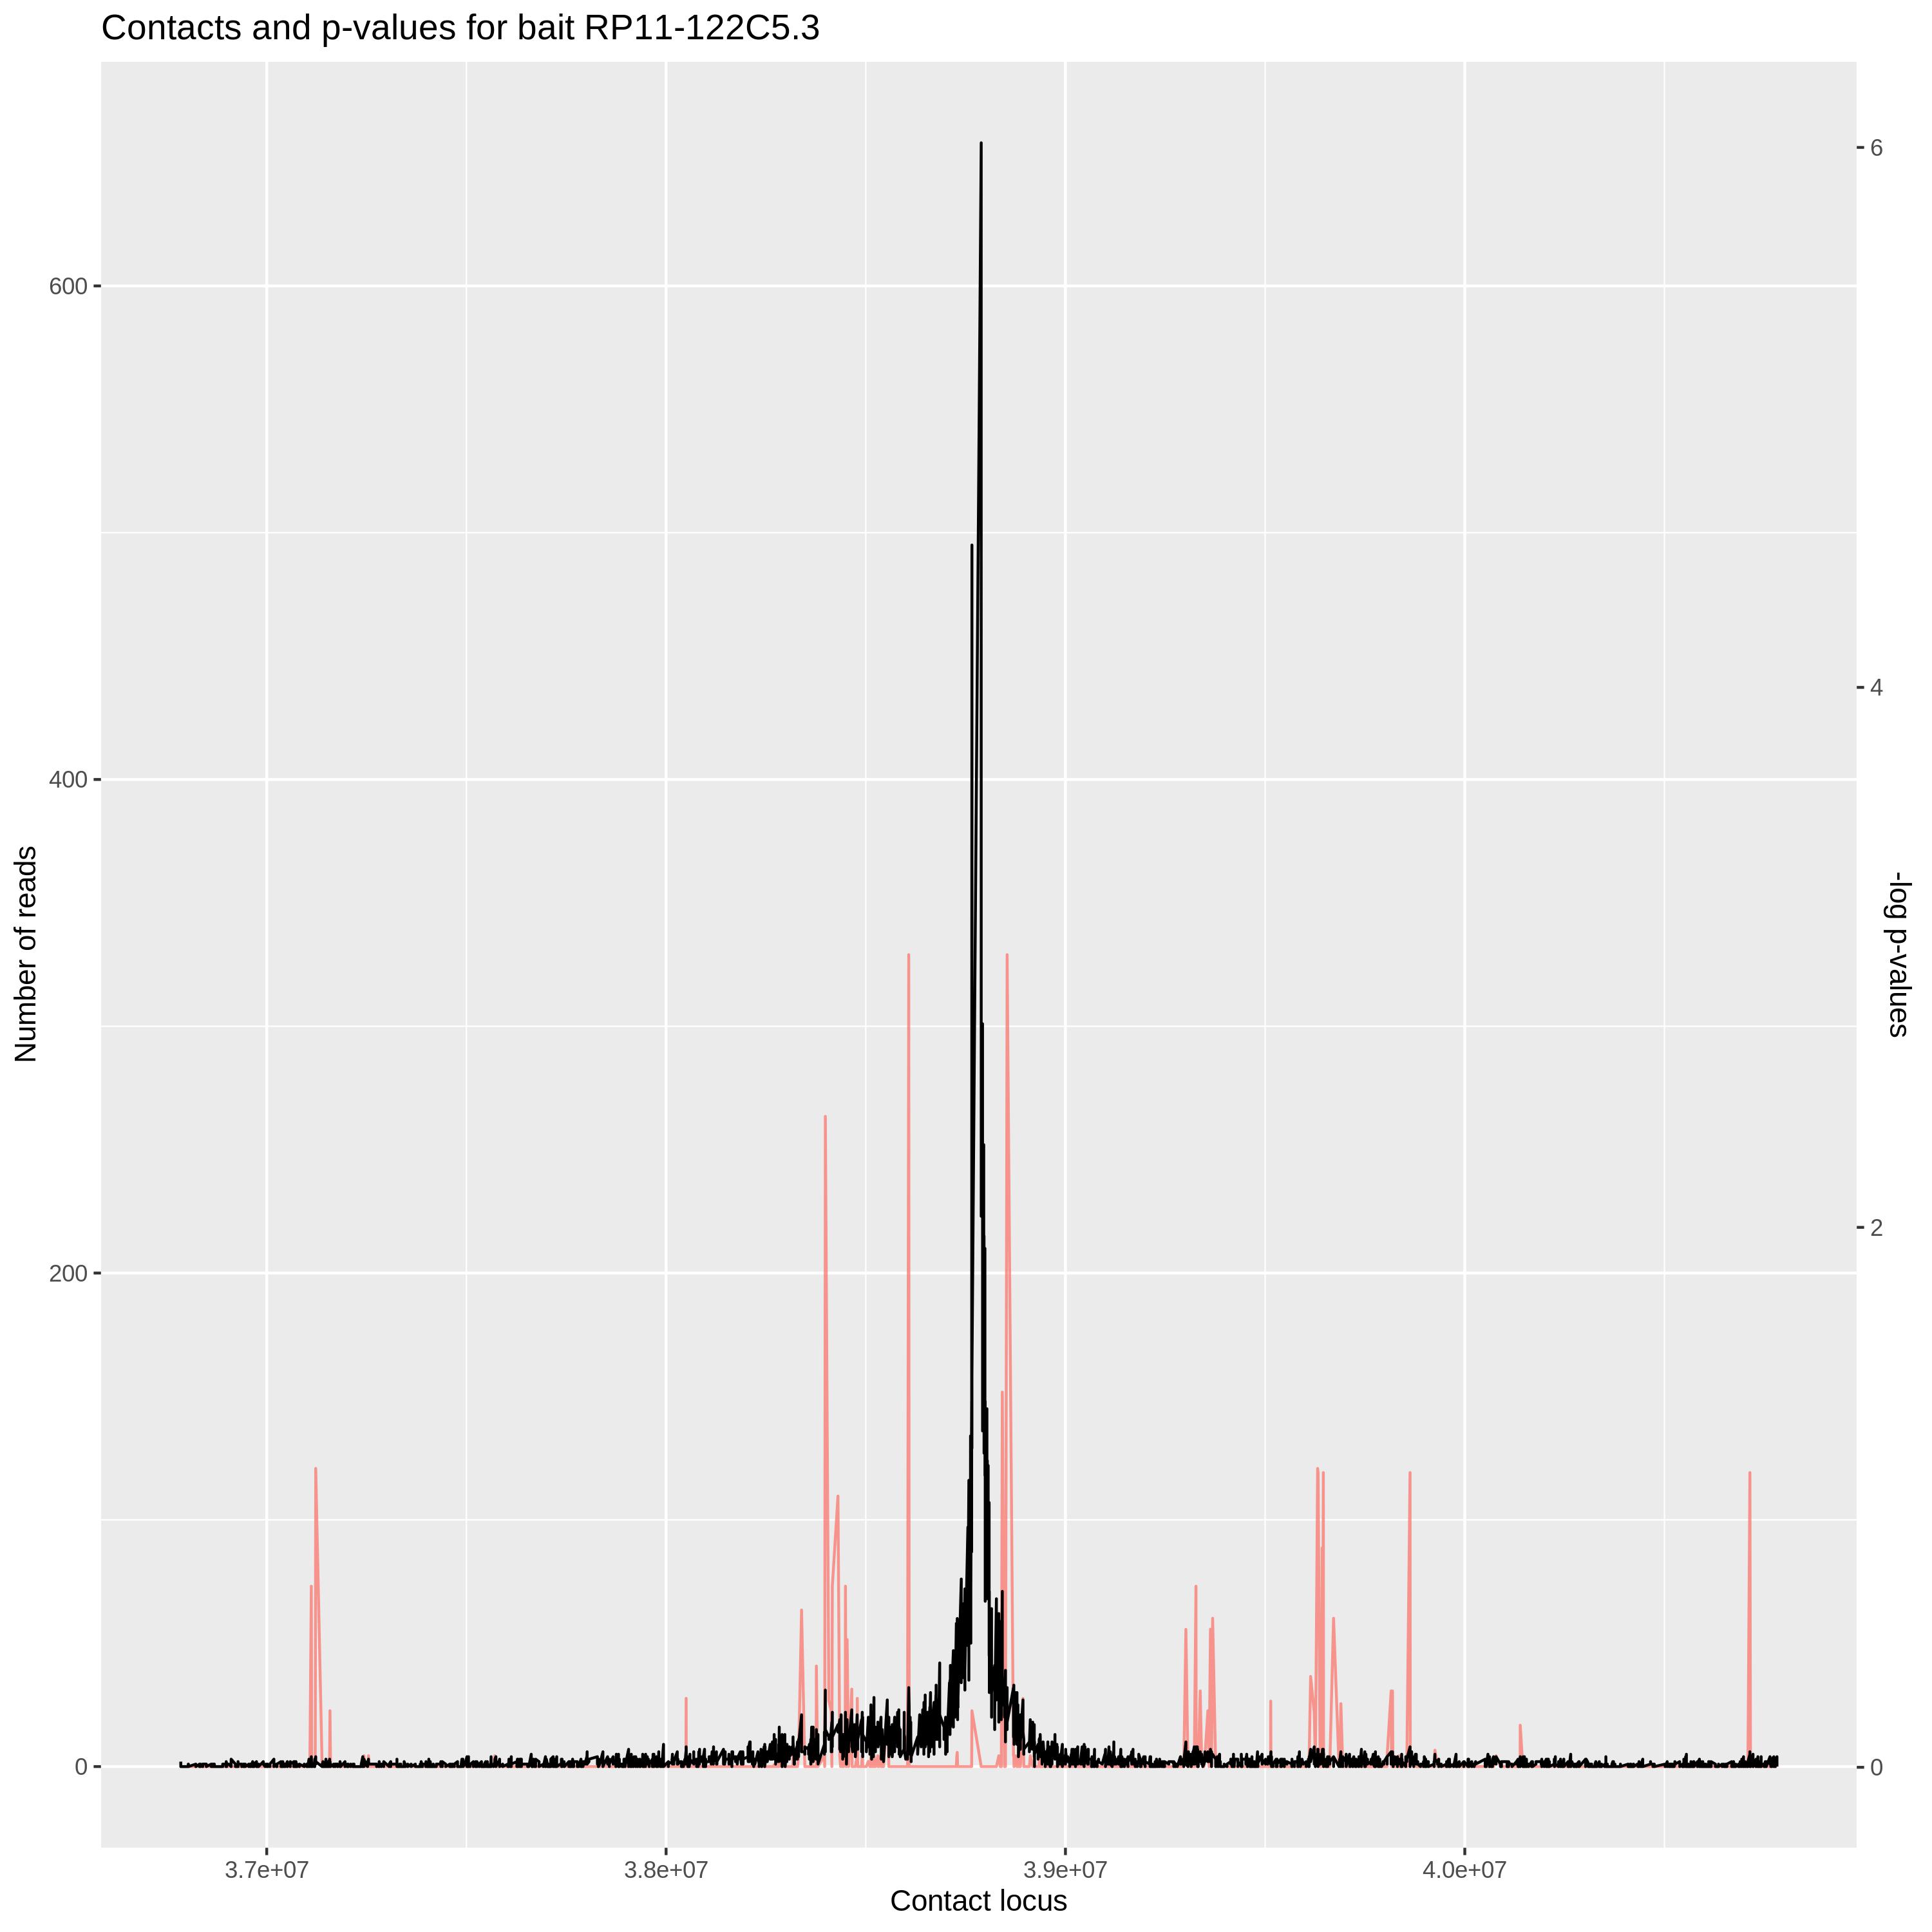 Contacts and p-values for bait RP11-122C5.3
600
400
200
0
Number of reads
6
4
2
0
-log p-values
3.7e+07
3.8e+07
3.9e+07
4.0e+07
Contact locus